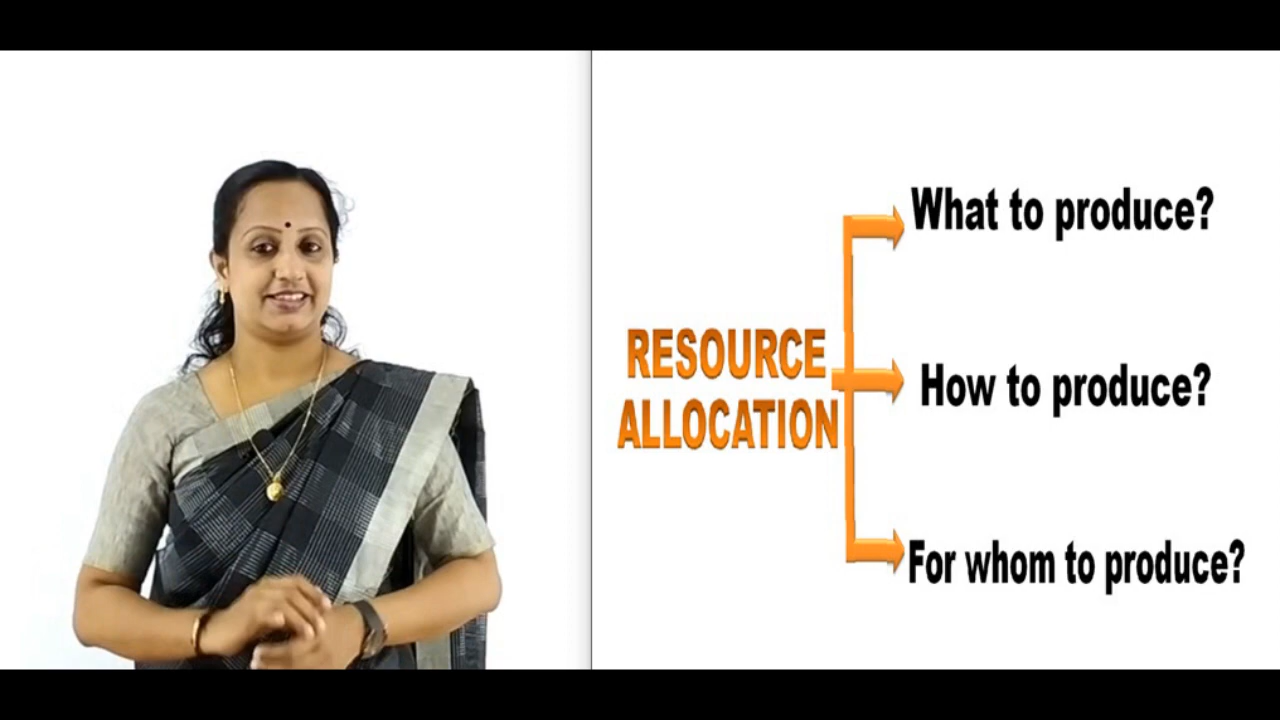 What to produce?
RESOURCE
ALLOCATION
How to produce?
For whom to produce?